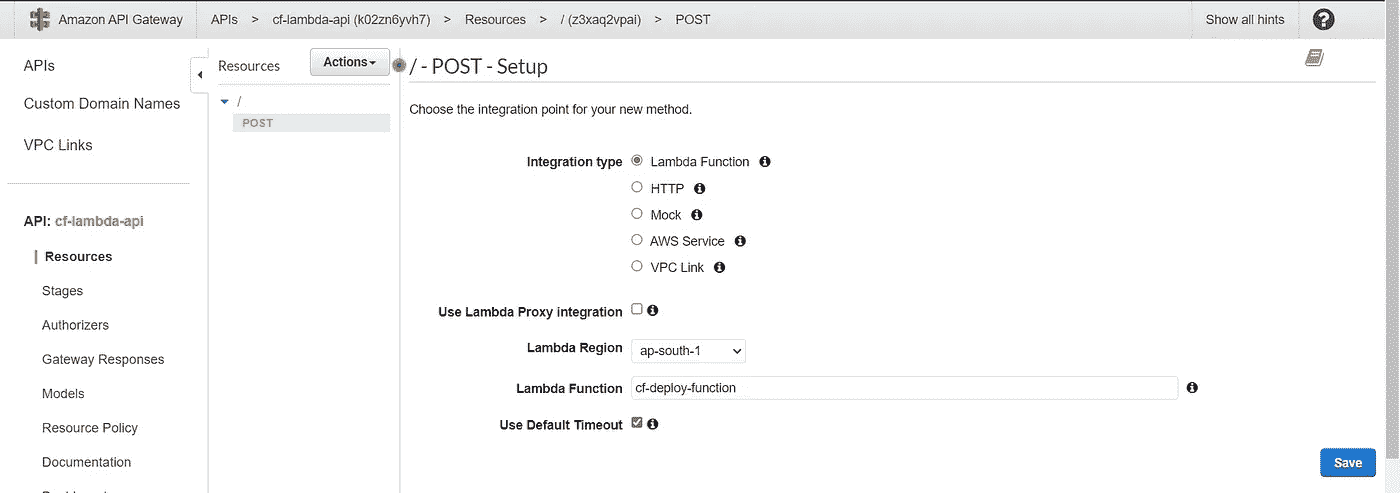 Amazon API Gateway APIs > cf-lambda-api (k02zn6yvh7) > Resources > / (z3xaq2vpai) > POST Show all hints ?
APIs
Custom Domain Names
VPC Links
API: cf-lambda-api
Resources
Stages
Authorizers
Gateway Responses
Models
Resource Policy
Documentation
Resources Actions
/
POST
/ - POST - Setup
Choose the integration point for your new method.
Integration type Lambda Function
HTTP
Mock
AWS Service
VPC Link
Use Lambda Proxy integration
Lambda Region ap-south-1
Lambda Function cf-deploy-function
Use Default Timeout
Save